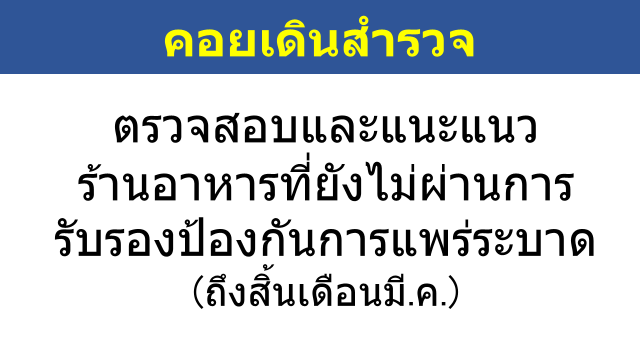 คอยเดินสำรวจ
ตรวจสอบและแนะแนว
ร้านอาหารที่ยังไม่ผ่านการ
รับรองป้องกันการแพร่ระบาด
(ถึงสิ้นเดือนมี.ค.)